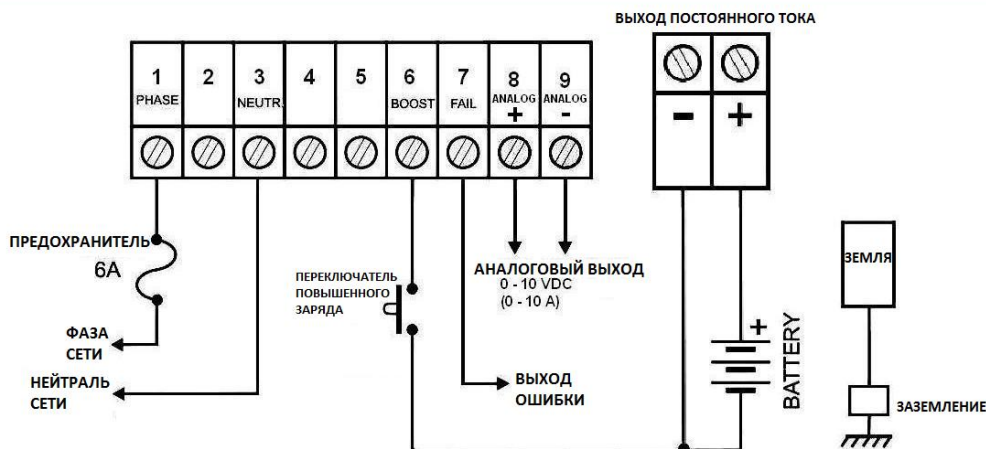 ВЫХОД ПОСТОЯННОГО ТОКА
1 2 3 4 5 6 7 8 9
PHASE NEUTR. BOOST FAIL ANALOG ANALOG
+ -
- +
ПРЕДОХРАНИТЕЛЬ
6A
ФАЗА
СЕТИ
НЕЙТРАЛЬ
СЕТИ
ПЕРЕКЛЮЧАТЕЛЬ
ПОВЫШЕННОГО
ЗАРЯДА
АНАЛОГОВЫЙ ВЫХОД
0 - 10 VDC
(0 - 10 A)
ВЫХОД
ОШИБКИ
+
BATTERY
ЗЕМЛЯ
ЗАЗЕМЛЕНИЕ